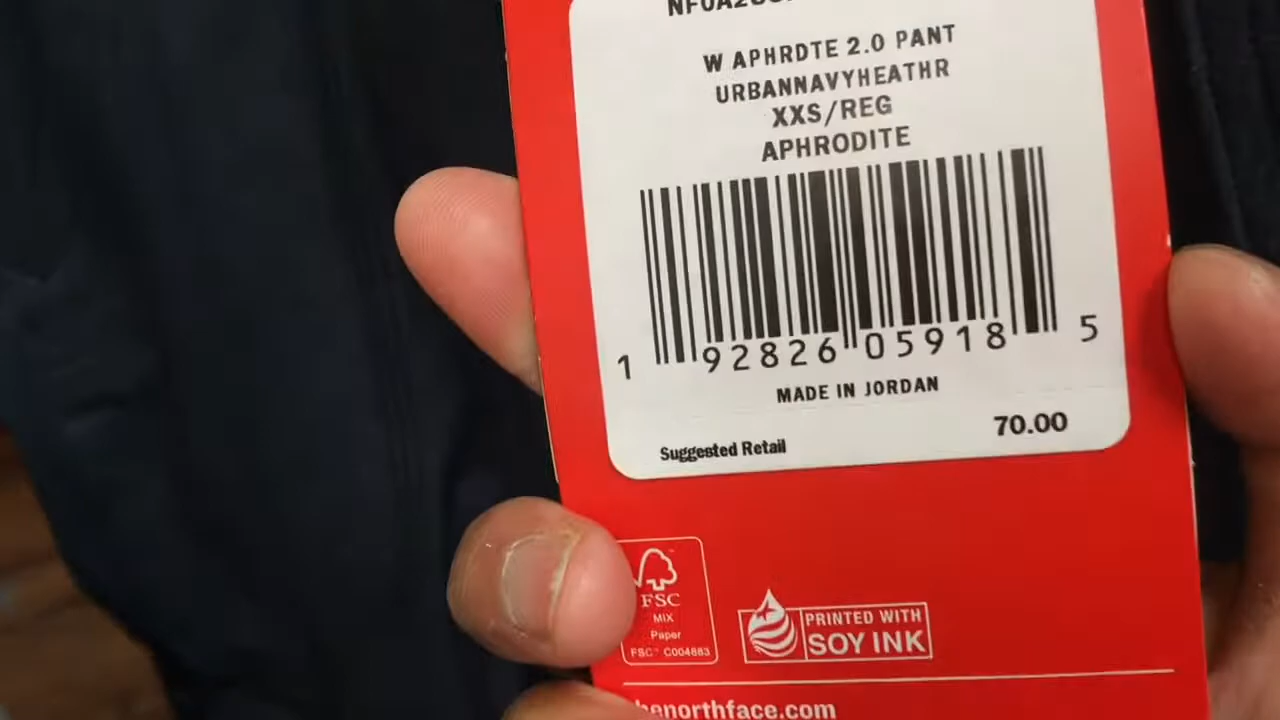 W APHRDTE 2.0 PANT
URBANNAVYHEATHR
XXS/REG
APHRODITE
1 92826 05918 5
MADE IN JORDAN
70.00
Suggested Retail
FSC
MIX
Paper
FSC™ C004883
PRINTED WITH
SOY INK
henorthface.com